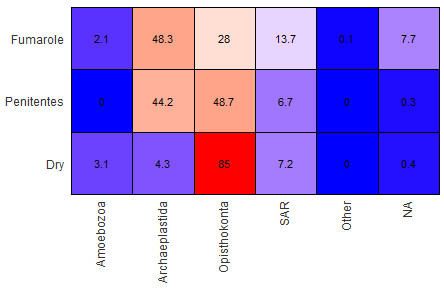 Fumarole 2.1 48.3 28 13.7 0.1 7.7
Penitentes 0 44.2 48.7 6.7 0 0.3
Dry 3.1 4.3 85 7.2 0 0.4
Amoebozoa Archaeplastida Opisthokonta SAR Other NA